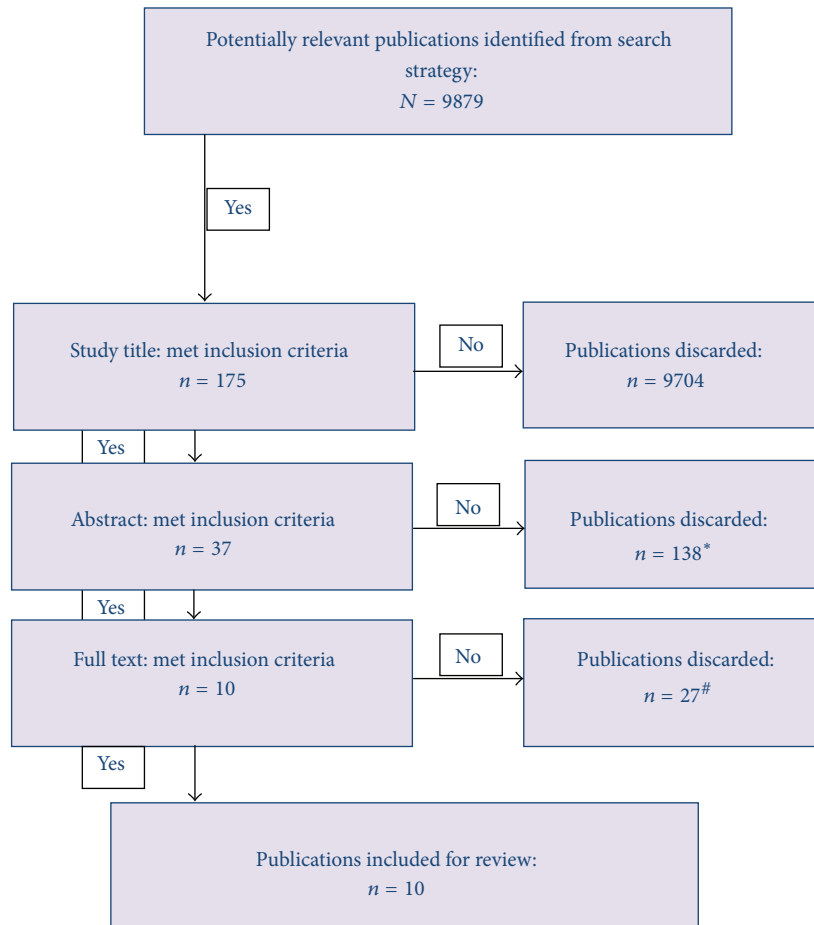 Potentially relevant publications identified from search
strategy:
N = 9879
Yes
Study title: met inclusion criteria
n = 175
No
Publications discarded:
n = 9704
Yes
Abstract: met inclusion criteria
n = 37
No
Publications discarded:
n = 138*
Yes
Full text: met inclusion criteria
n = 10
No
Publications discarded:
n = 27#
Yes
Publications included for review:
n = 10